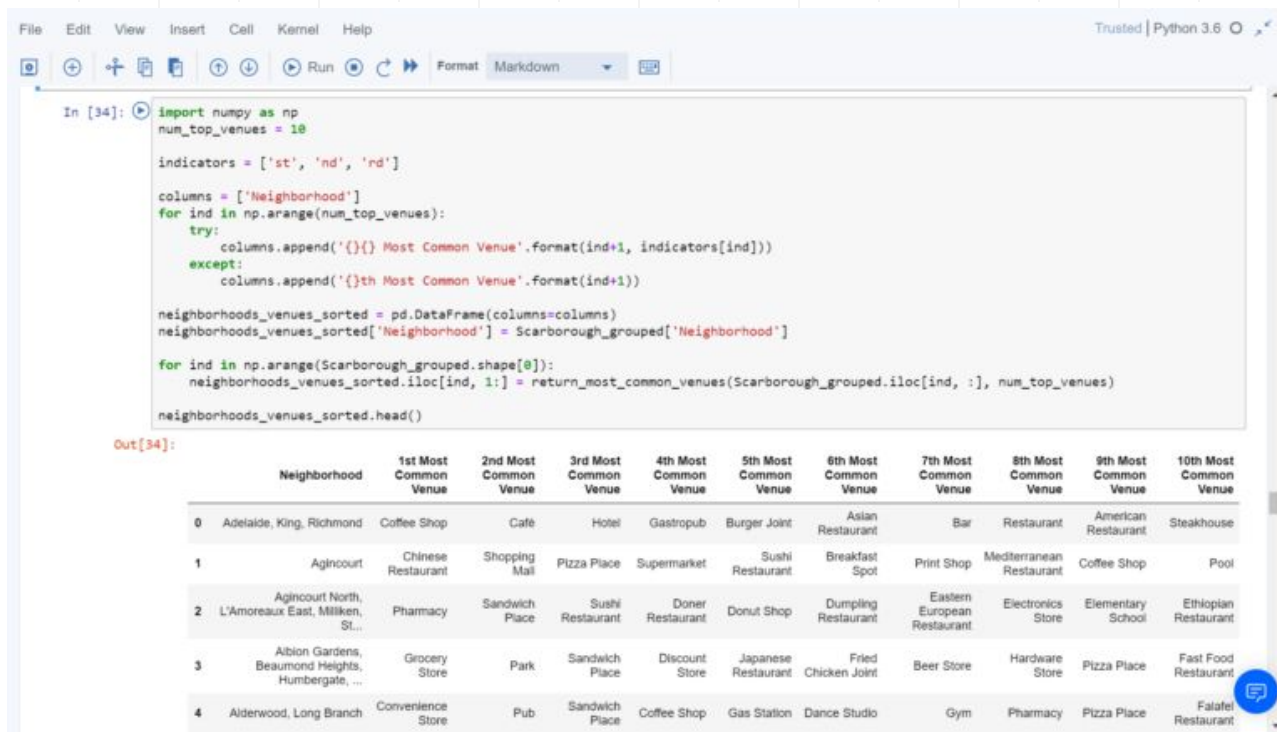 File Edit View Insert Cell Kernel Help
Trusted | Python 3.6
Run Format Markdown
In [34]:
import numpy as np
num_top_venues = 10
indicators = ['st', 'nd', 'rd']
columns = ['Neighborhood']
for ind in np.arange(num_top_venues):
    try:
        columns.append('{}{} Most Common Venue'.format(ind+1, indicators[ind]))
    except:
        columns.append('{}th Most Common Venue'.format(ind+1))
neighborhoods_venues_sorted = pd.DataFrame(columns=columns)
neighborhoods_venues_sorted['Neighborhood'] = Scarborough_grouped['Neighborhood']
for ind in np.arange(Scarborough_grouped.shape[0]):
    neighborhoods_venues_sorted.iloc[ind, 1:] = return_most_common_venues(Scarborough_grouped.iloc[ind, :], num_top_venues)
neighborhoods_venues_sorted.head()
Out[34]:
Neighborhood 1st Most Common Venue 2nd Most Common Venue 3rd Most Common Venue 4th Most Common Venue 5th Most Common Venue 6th Most Common Venue 7th Most Common Venue 8th Most Common Venue 9th Most Common Venue 10th Most Common Venue
0 Adelaide, King, Richmond Coffee Shop Café Hotel Gastropub Burger Joint Asian Restaurant Bar Restaurant American Restaurant Steakhouse
1 Agincourt Chinese Restaurant Shopping Mall Pizza Place Supermarket Sushi Restaurant Breakfast Spot Print Shop Mediterranean Restaurant Coffee Shop Pool
2 Agincourt North, L'Amoreaux East, Milliken, St... Pharmacy Sandwich Place Sushi Restaurant Doner Restaurant Donut Shop Dumpling Restaurant Eastern European Restaurant Electronics Store Elementary School Ethiopian Restaurant
3 Albion Gardens, Beaumond Heights, Humbergate, ... Grocery Store Park Sandwich Place Discount Store Japanese Restaurant Fried Chicken Joint Beer Store Hardware Store Pizza Place Fast Food Restaurant
4 Alderwood, Long Branch Convenience Store Pub Sandwich Place Coffee Shop Gas Station Dance Studio Gym Pharmacy Pizza Place Falafel Restaurant